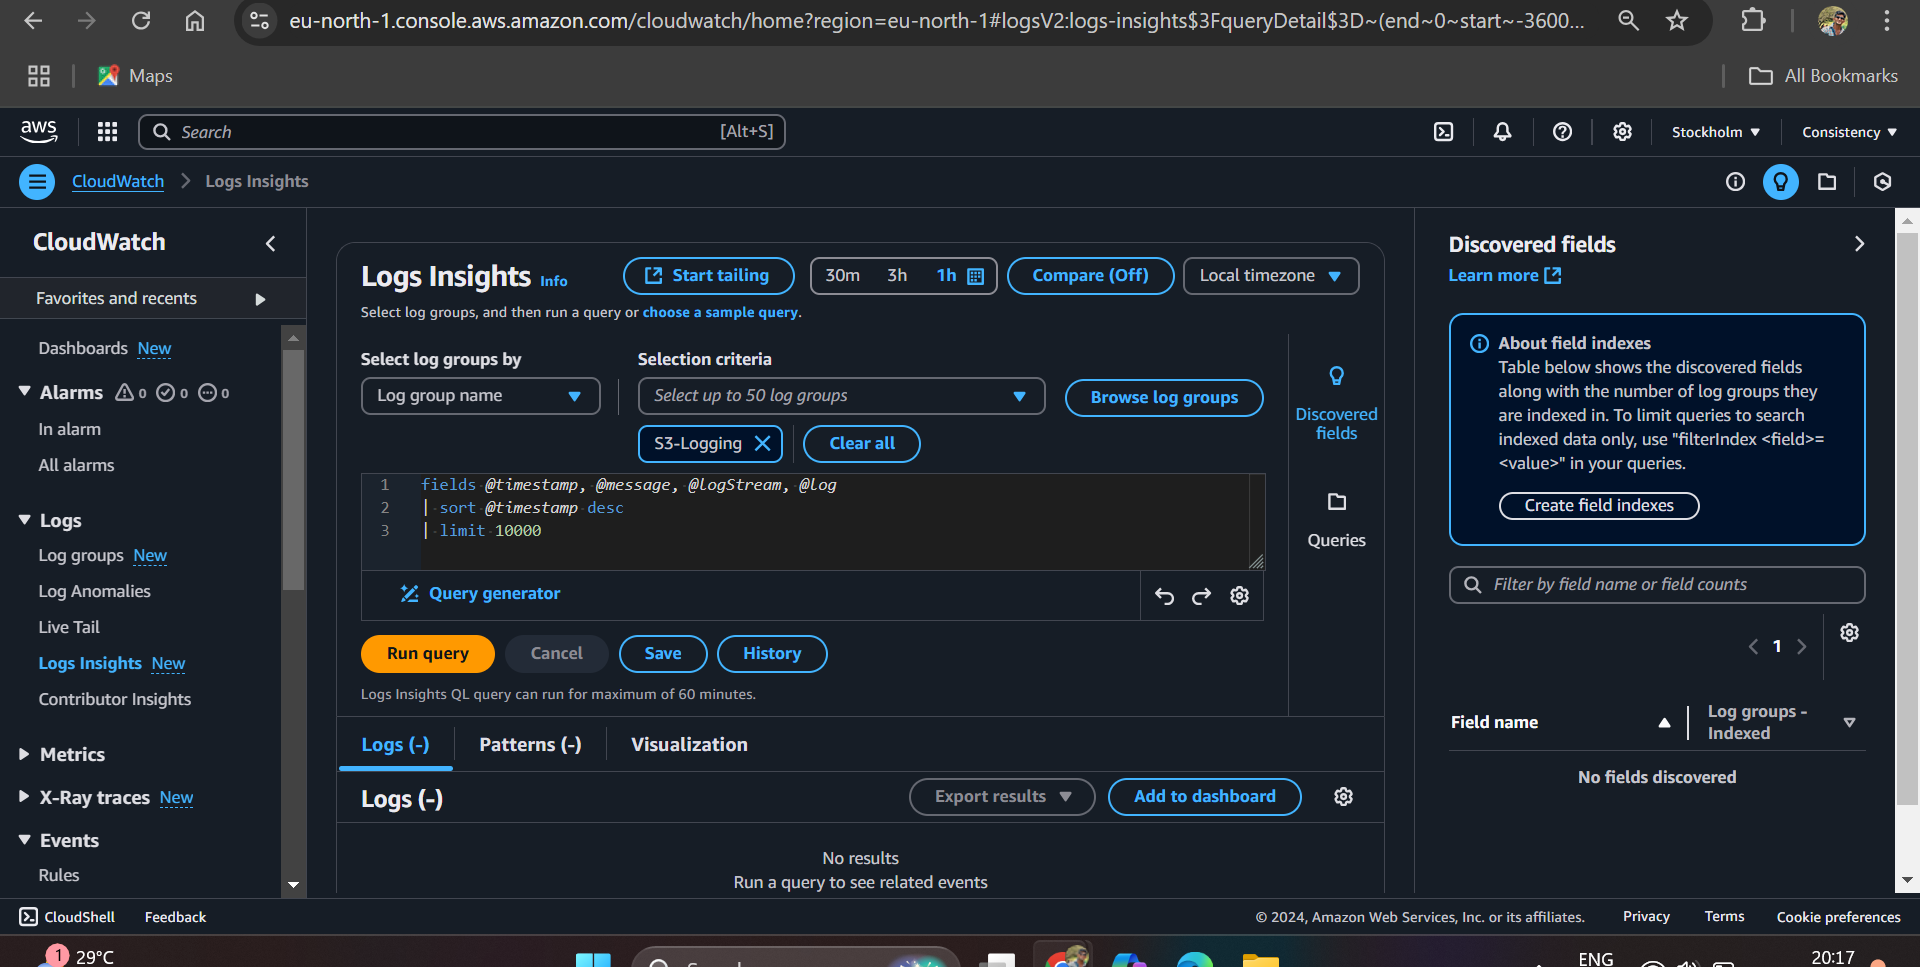 eu-north-1.console.aws.amazon.com/cloudwatch/home?region=eu-north-1#logsV2:logs-insights$3FqueryDetail$3D~(end~0~start~-3600...
Maps
All Bookmarks
aws
Search [Alt+S]
Stockholm ▼
Consistency ▼
CloudWatch > Logs Insights
CloudWatch
Favorites and recents
Dashboards New
Alarms 0 0 0
In alarm
All alarms
Logs
Log groups New
Log Anomalies
Live Tail
Logs Insights New
Contributor Insights
Metrics
X-Ray traces New
Events
Rules
Logs Insights Info
Start tailing
30m 3h 1h
Compare (Off)
Local timezone
Select log groups, and then run a query or choose a sample query.
Select log groups by
Log group name
Selection criteria
Select up to 50 log groups
Browse log groups
S3-Logging
Clear all
1 fields @timestamp, @message, @logStream, @log
2 | sort @timestamp desc
3 | limit 10000
Query generator
Run query
Cancel
Save
History
Logs Insights QL query can run for maximum of 60 minutes.
Discovered
fields
Queries
Logs (-)
Patterns (-)
Visualization
Logs (-)
Export results
Add to dashboard
No results
Run a query to see related events
Discovered fields
Learn more
About field indexes
Table below shows the discovered fields
along with the number of log groups they
are indexed in. To limit queries to search
indexed data only, use "filterIndex <field>=
<value>" in your queries.
Create field indexes
Filter by field name or field counts
1
Field name
Log groups -
Indexed
No fields discovered
CloudShell
Feedback
© 2024, Amazon Web Services, Inc. or its affiliates.
Privacy
Terms
Cookie preferences
1
29°C
ENG
20:17